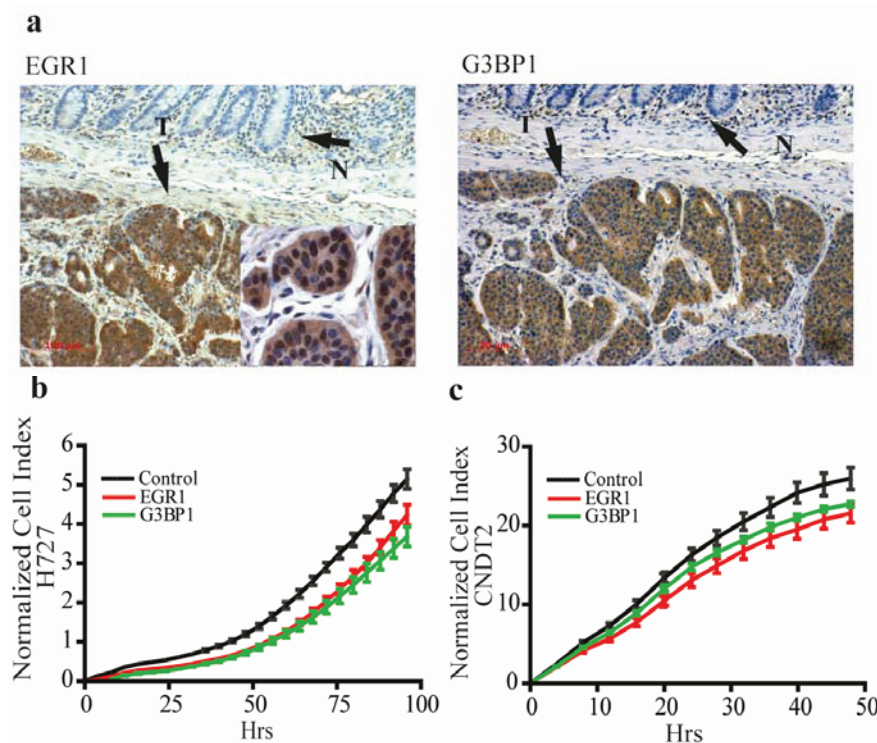 a
EGR1
G3BP1
T
N
T
N
b
c
Normalized Cell Index
H727
6
5
4
3
2
1
0
Control
EGR1
G3BP1
0
25
50
75
100
Hrs
Normalized Cell Index
CNDT2
30
20
10
0
Control
EGR1
G3BP1
0
10
20
30
40
50
Hrs